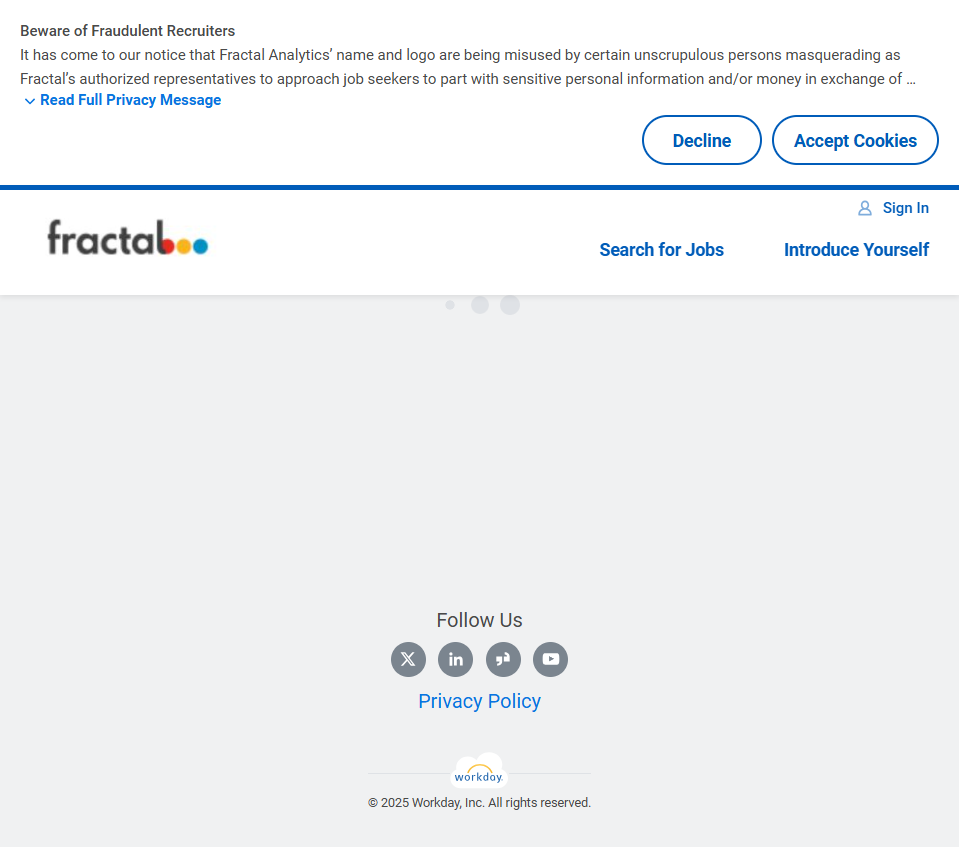 Beware of Fraudulent Recruiters
It has come to our notice that Fractal Analytics’ name and logo are being misused by certain unscrupulous persons masquerading as
Fractal’s authorized representatives to approach job seekers to part with sensitive personal information and/or money in exchange of ...
Read Full Privacy Message
Decline
Accept Cookies
Sign In
fractal
Search for Jobs
Introduce Yourself
Follow Us
Privacy Policy
workday.
© 2025 Workday, Inc. All rights reserved.